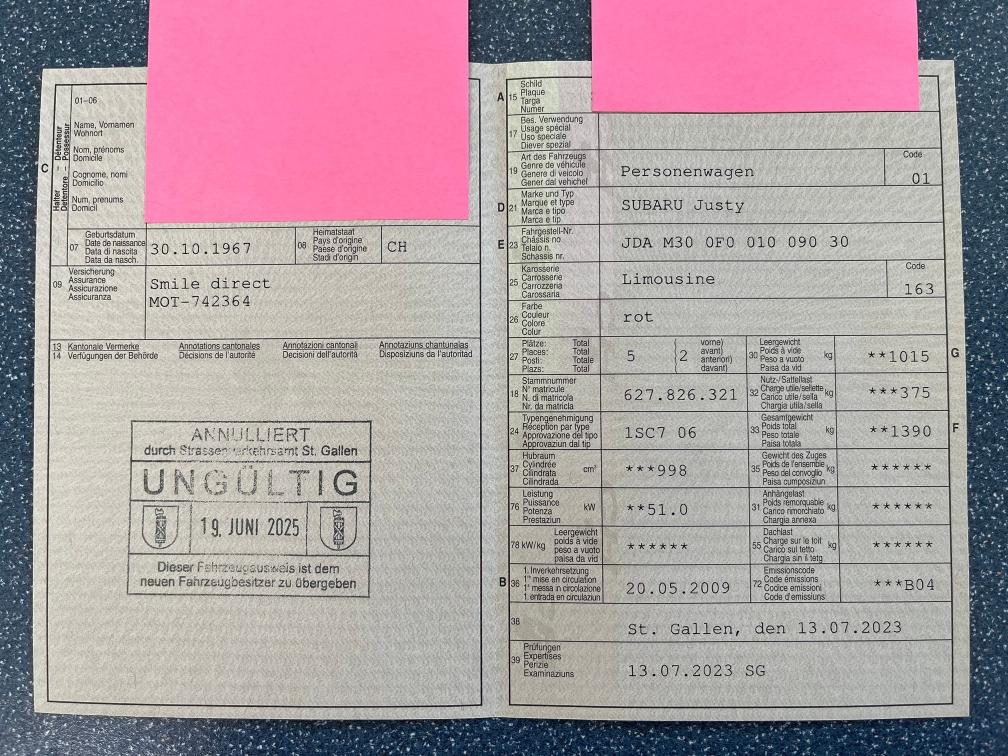 01-06
C
Halter – Détenteur
Detentore – Possessur
Name, Vornamen
Wohnort
Nom, prénoms
Domicile
Cognome, nomi
Domicilio
Num, prenums
Domicil
07
Geburtsdatum
Date de naissance
Data di nascita
Data da nasch.
30.10.1967
08
Heimatstaat
Pays d'origine
Paese d'origine
Stadi d'origin
CH
09
Versicherung
Assurance
Assicurazione
Assicuranza
Smile direct
MOT-742364
13 Kantonale Vermerke
14 Verfügungen der Behörde
Annotations cantonales
Décisions de l'autorité
Annotazioni cantonali
Decisioni dell'autorità
Annotaziuns chantunalas
Disposiziuns da l'autoritad
ANNULLIERT
durch Strassenverkehrsamt St. Gallen
UNGÜLTIG
19. JUNI 2025
Dieser Fahrzeugausweis ist dem
neuen Fahrzeugbesitzer zu übergeben
A 15
Schild
Plaque
Targa
Numer
17
Bes. Verwendung
Usage spécial
Uso speciale
Diever spezial
19
Art des Fahrzeugs
Genre de véhicule
Genere di veicolo
Gener dal vehichel
Personenwagen
Code
01
D 21
Marke und Typ
Marque et type
Marca e tipo
Marca e tip
SUBARU Justy
E 23
Fahrgestell-Nr.
Châssis no
Telaio n.
Schassis nr.
JDA M30 0F0 010 090 30
25
Karosserie
Carrosserie
Carrozzeria
Carossaria
Limousine
Code
163
26
Farbe
Couleur
Colore
Colur
rot
27
Plätze: Total
Places: Total
Posti: Totale
Plazs: Total
5
(2
vorne)
avant)
anteriori)
davant)
30
Leergewicht
Poids à vide
Peso a vuoto
Paisa da vid
kg
**1015
G
18
Stammnummer
N° matricule
N. di matricola
Nr. da matricla
627.826.321
32
Nutz-/Sattellast
Charge utile/sellette
Carico utile/sella
Chargia utila/sella
kg
***375
24
Typengenehmigung
Réception par type
Approvazione del tipo
Approvaziun dal tip
1SC7 06
33
Gesamtgewicht
Poids total
Peso totale
Paisa totala
kg
**1390
F
37
Hubraum
Cylindrée
Cilindrata
Cilindrada
cm³
***998
35
Gewicht des Zuges
Poids de l'ensemble
Peso del convoglio
Paisa cumposiziun
kg
******
76
Leistung
Puissance
Potenza
Prestaziun
kW
**51.0
31
Anhängelast
Poids remorquable
Carico rimorchiato
Chargia annexa
kg
******
78 kW/kg
Leergewicht
poids à vide
peso a vuoto
paisa da vid
******
55
Dachlast
Charge sur le toit
Carico sul tetto
Chargia sin il tetg
kg
******
B 36
1. Inverkehrsetzung
1re mise en circulation
1a messa in circolazione
1. entrada en circulaziun
20.05.2009
72
Emissionscode
Code émissions
Codice emissioni
Code d'emissiuns
***B04
38
St. Gallen, den 13.07.2023
39
Prüfungen
Expertises
Perizie
Examinaziuns
13.07.2023 SG